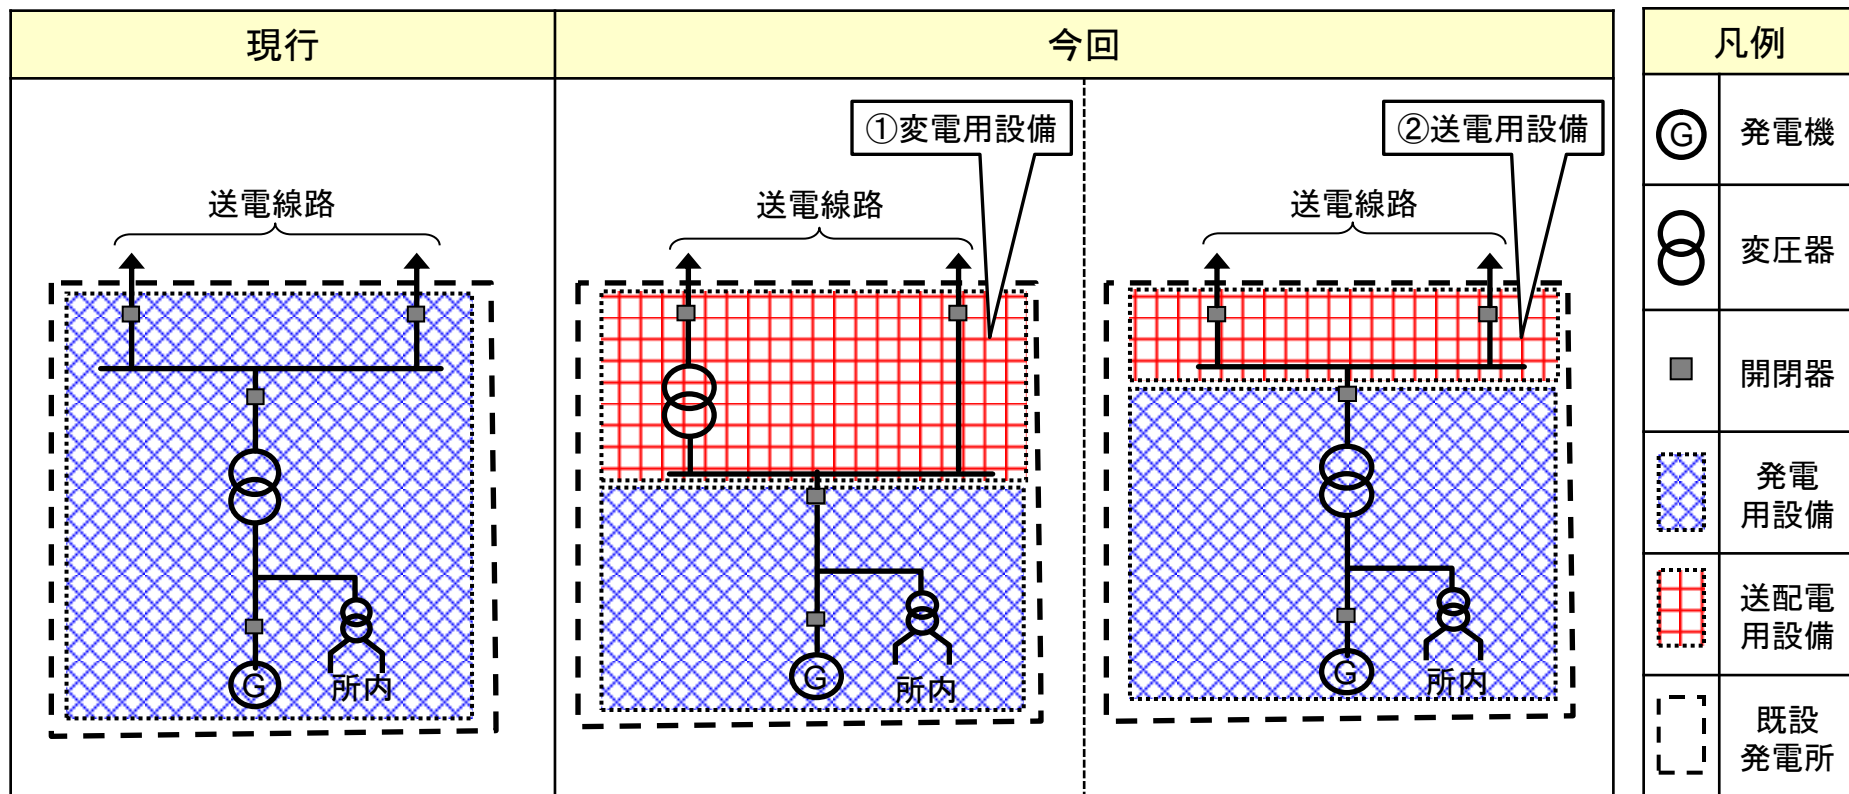 現行
今回
凡例
①変電用設備
②送電用設備
送電線路
送電線路
送電線路
G
所内
G
所内
G
所内
G
発電機
変圧器
開閉器
発電
用設備
送配電
用設備
既設
発電所